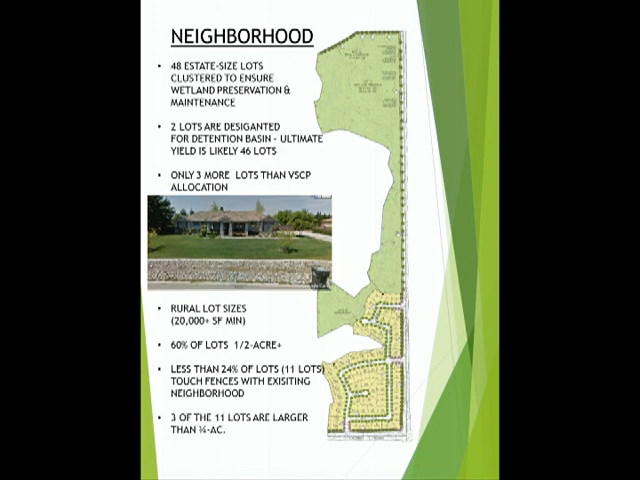 NEIGHBORHOOD
• 48 ESTATE-SIZE LOTS
CLUSTERED TO ENSURE
WETLAND PRESERVATION &
MAINTENANCE
• 2 LOTS ARE DESIGANTED
FOR DETENTION BASIN – ULTIMATE
YIELD IS LIKELY 46 LOTS
• ONLY 3 MORE LOTS THAN VSCP
ALLOCATION
• RURAL LOT SIZES
(20,000+ SF MIN)
• 60% OF LOTS 1/2-ACRE+
• LESS THAN 24% OF LOTS (11 LOTS)
TOUCH FENCES WITH EXISITING
NEIGHBORHOOD
• 3 OF THE 11 LOTS ARE LARGER
THAN ¾-AC.